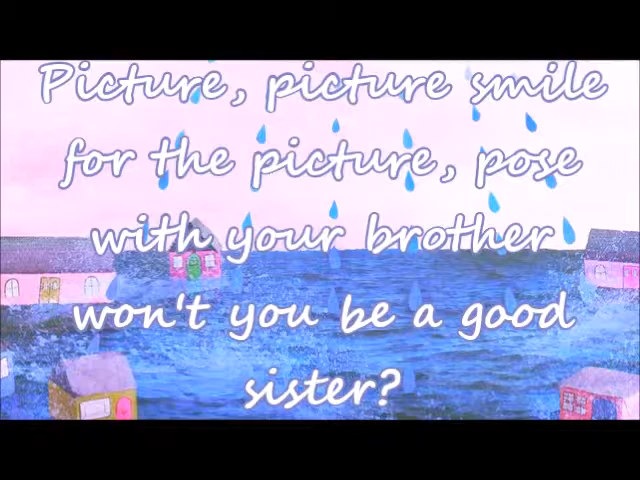 Picture, picture smile
for the picture, pose
with your brother
won't you be a good
sister?